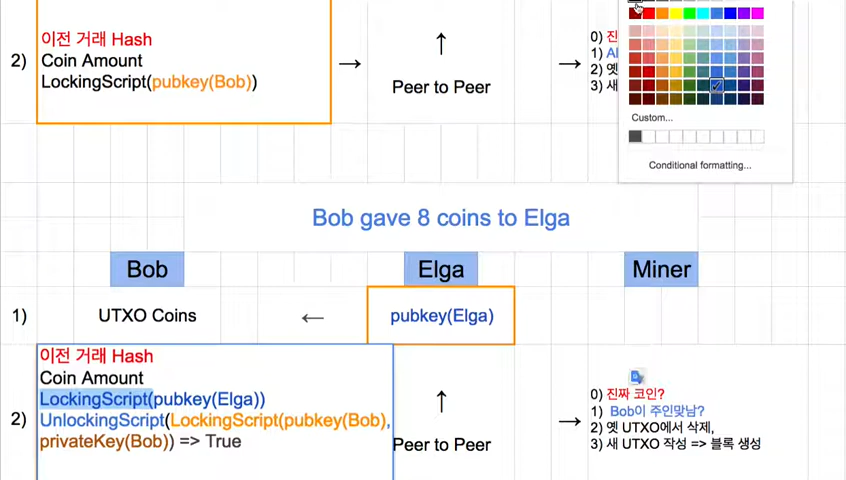 이전 거래 Hash
2)
Coin Amount
LockingScript(pubkey(Bob))
→
↑
Peer to Peer
→
0) 진
1)
2) 옛
3) 새
Custom...
Conditional formatting...
Bob gave 8 coins to Elga
Bob
Elga
Miner
1)
UTXO Coins
←
pubkey(Elga)
2)
이전 거래 Hash
Coin Amount
LockingScript(pubkey(Elga))
UnlockingScript(LockingScript(pubkey(Bob),
privateKey(Bob)) => True
↑
Peer to Peer
→
0) 진짜 코인?
1) Bob이 주인맞남?
2) 옛 UTXO에서 삭제,
3) 새 UTXO 작성 => 블록 생성